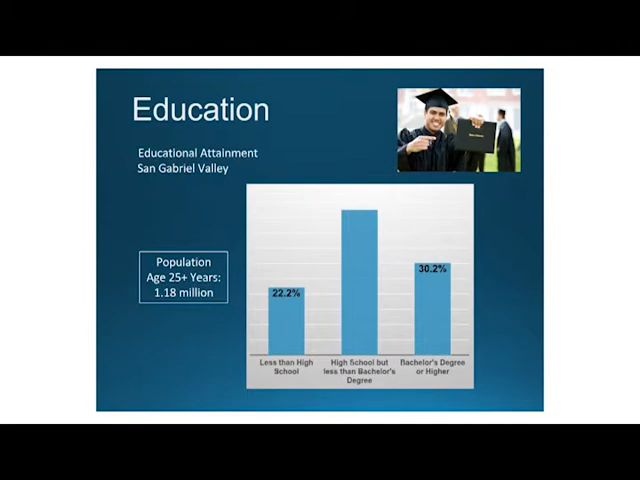 Education
Educational Attainment
San Gabriel Valley
Population
Age 25+ Years:
1.18 million
22.2%
30.2%
Less than High
School
High School but
less than Bachelor's
Degree
Bachelor's Degree
or Higher